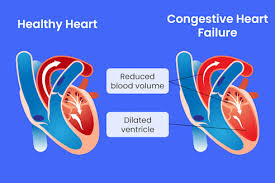 Healthy Heart
Congestive Heart
Failure
Reduced
blood volume
Dilated
ventricle